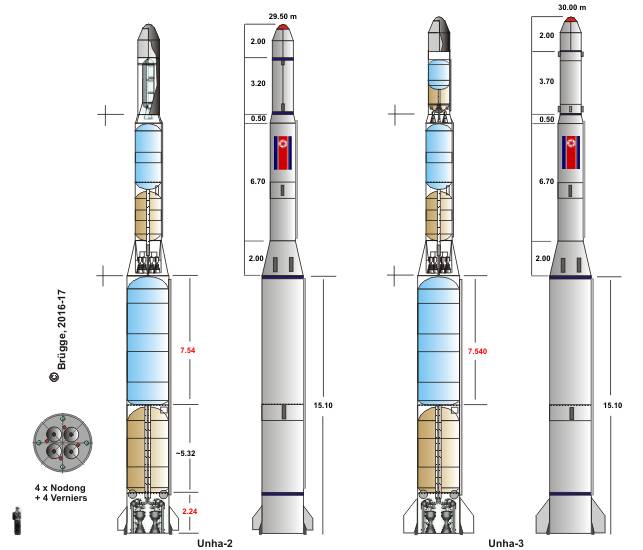 29.50 m
30.00 m
2.00
3.20
0.50
6.70
2.00
7.54
15.10
~5.32
2.24
2.00
3.70
0.50
6.70
2.00
7.540
15.10
© Brügge, 2016-17
4 x Nodong
+ 4 Verniers
Unha-2
Unha-3